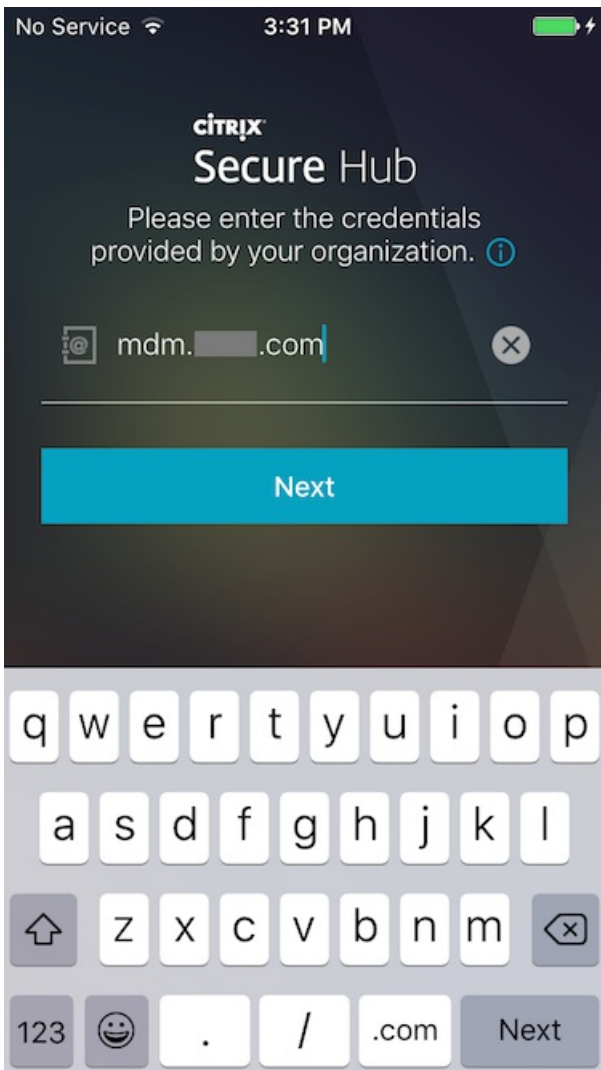 No Service 3:31 PM
CITRIX
Secure Hub
Please enter the credentials
provided by your organization.
mdm. .com
Next
q w e r t y u i o p
a s d f g h j k l
z x c v b n m
123 . / .com Next